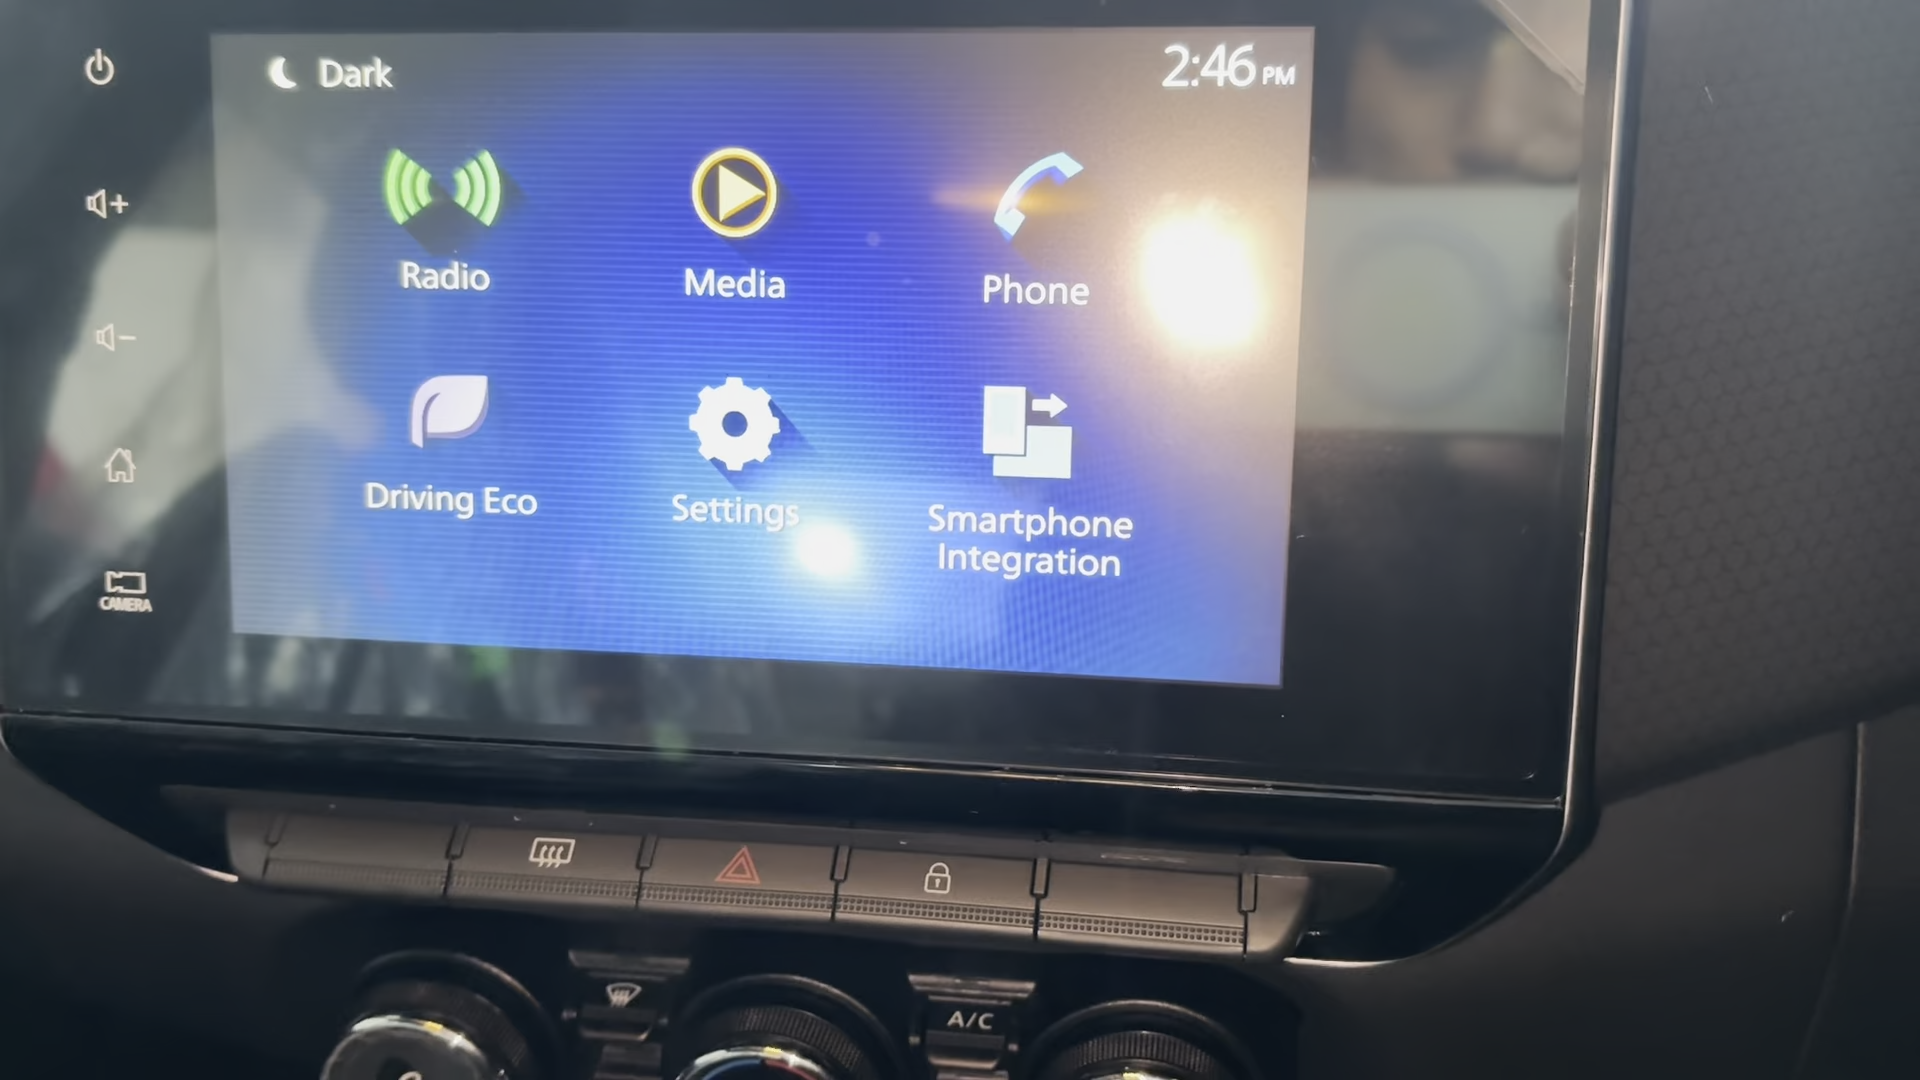 Dark
2:46 PM
Radio
Media
Phone
Driving Eco
Settings
Smartphone
Integration
CAMERA
A/C